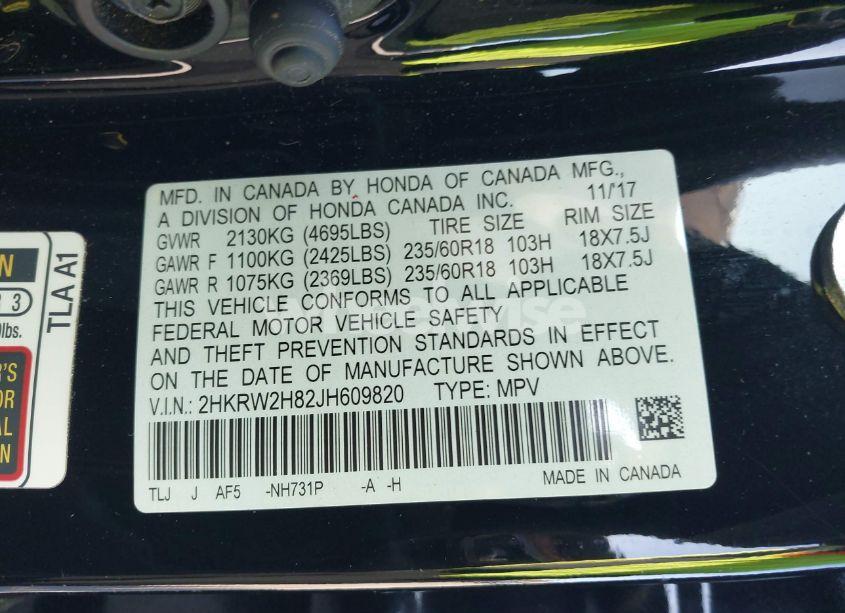 MFD. IN CANADA BY HONDA OF CANADA MFG.,
A DIVISION OF HONDA CANADA INC. 11/'17
GVWR 2130KG (4695LBS) TIRE SIZE RIM SIZE
GAWR F 1100KG (2425LBS) 235/60R18 103H 18X7.5J
GAWR R 1075KG (2369LBS) 235/60R18 103H 18X7.5J
THIS VEHICLE CONFORMS TO ALL APPLICABLE
FEDERAL MOTOR VEHICLE SAFETY
AND THEFT PREVENTION STANDARDS IN EFFECT
ON THE DATE OF MANUFACTURE SHOWN ABOVE.
V.I.N.: 2HKRW2H82JH609820 TYPE: MPV
TLJ J AF5 -NH731P -A -H MADE IN CANADA
TLA A1
3
lbs.